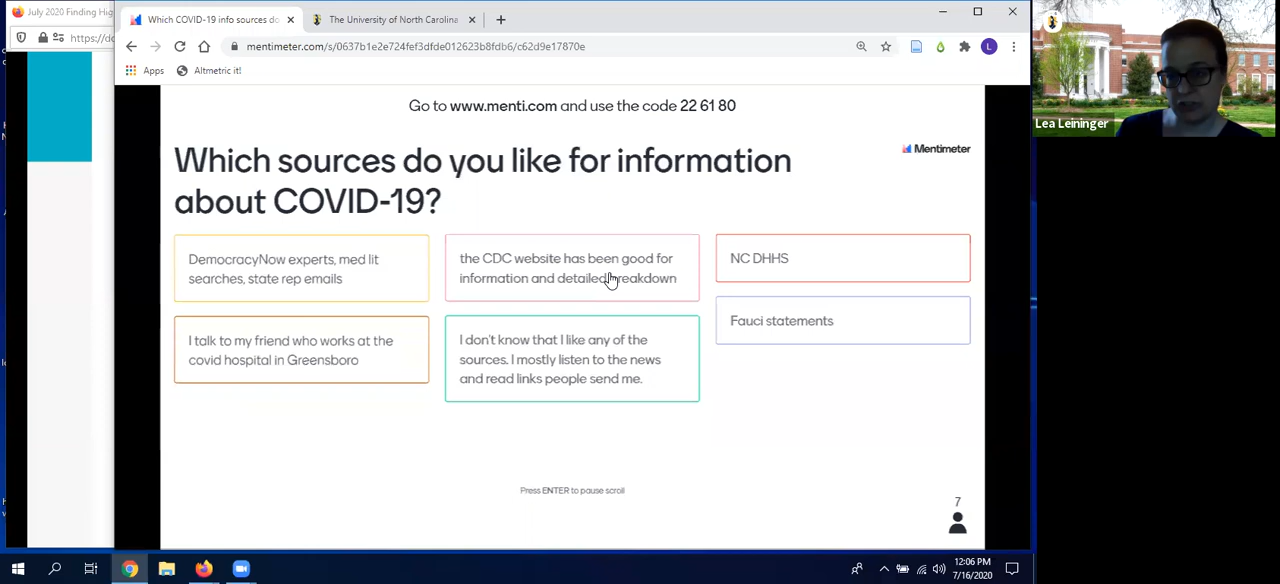 July 2020 Finding Hig
Which COVID-19 info sources do
The University of North Carolina
https://do
mentimeter.com/s/0637b1e2e724fef3dfde012623b8fdb6/c62d9e17870e
L
Apps
Altmetric it!
Lea Leininger
Go to www.menti.com and use the code 22 61 80
Mentimeter
Which sources do you like for information
about COVID-19?
DemocracyNow experts, med lit
searches, state rep emails
the CDC website has been good for
information and detailed breakdown
NC DHHS
Fauci statements
I talk to my friend who works at the
covid hospital in Greensboro
I don't know that I like any of the
sources. I mostly listen to the news
and read links people send me.
Press ENTER to pause scroll
7
12:06 PM
7/16/2020